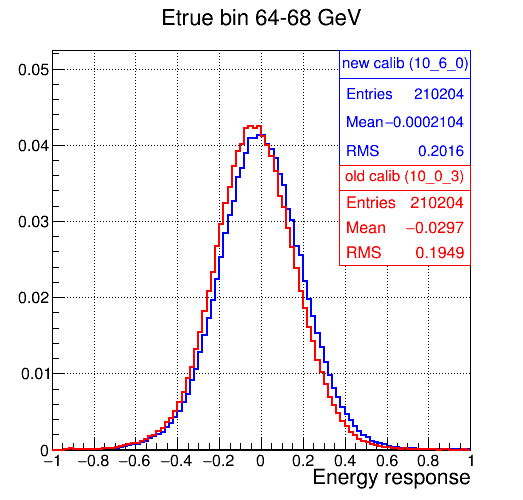 Etrue bin 64-68 GeV
new calib (10_6_0)
Entries 210204
Mean −0.0002104
RMS 0.2016
old calib (10_0_3)
Entries 210204
Mean −0.0297
RMS 0.1949
0.05
0.04
0.03
0.02
0.01
0
−1 −0.8 −0.6 −0.4 −0.2 0 0.2 0.4 0.6 0.8 1
Energy response